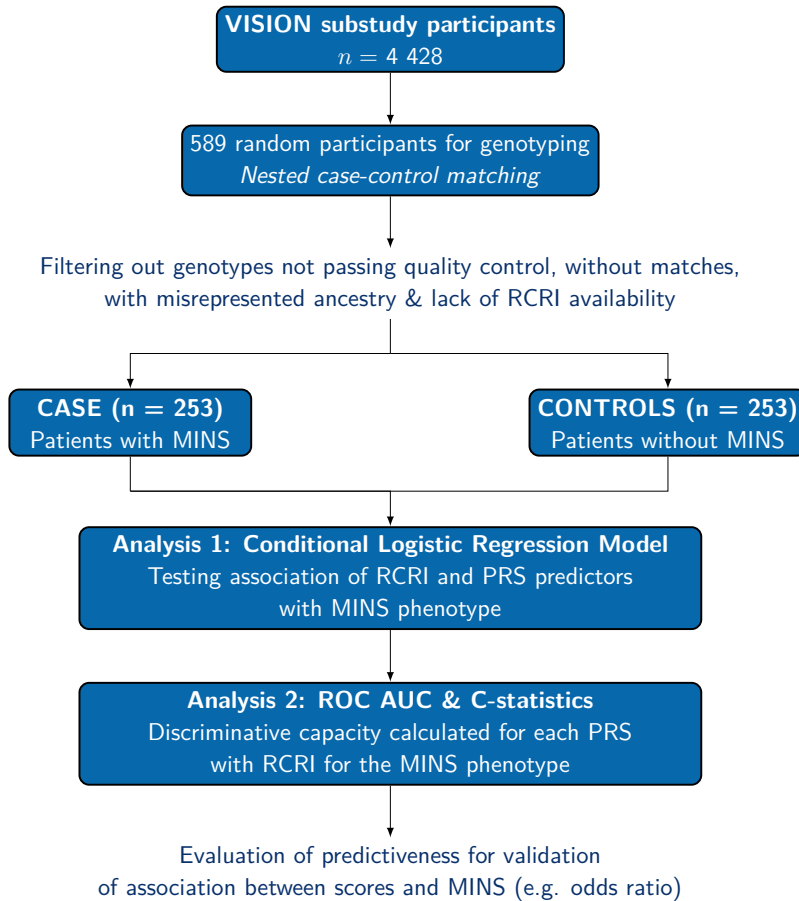 VISION substudy participants
n = 4 428
589 random participants for genotyping
Nested case-control matching
Filtering out genotypes not passing quality control, without matches,
with misrepresented ancestry & lack of RCRI availability
CASE (n = 253)
Patients with MINS
CONTROLS (n = 253)
Patients without MINS
Analysis 1: Conditional Logistic Regression Model
Testing association of RCRI and PRS predictors
with MINS phenotype
Analysis 2: ROC AUC & C-statistics
Discriminative capacity calculated for each PRS
with RCRI for the MINS phenotype
Evaluation of predictiveness for validation
of association between scores and MINS (e.g. odds ratio)